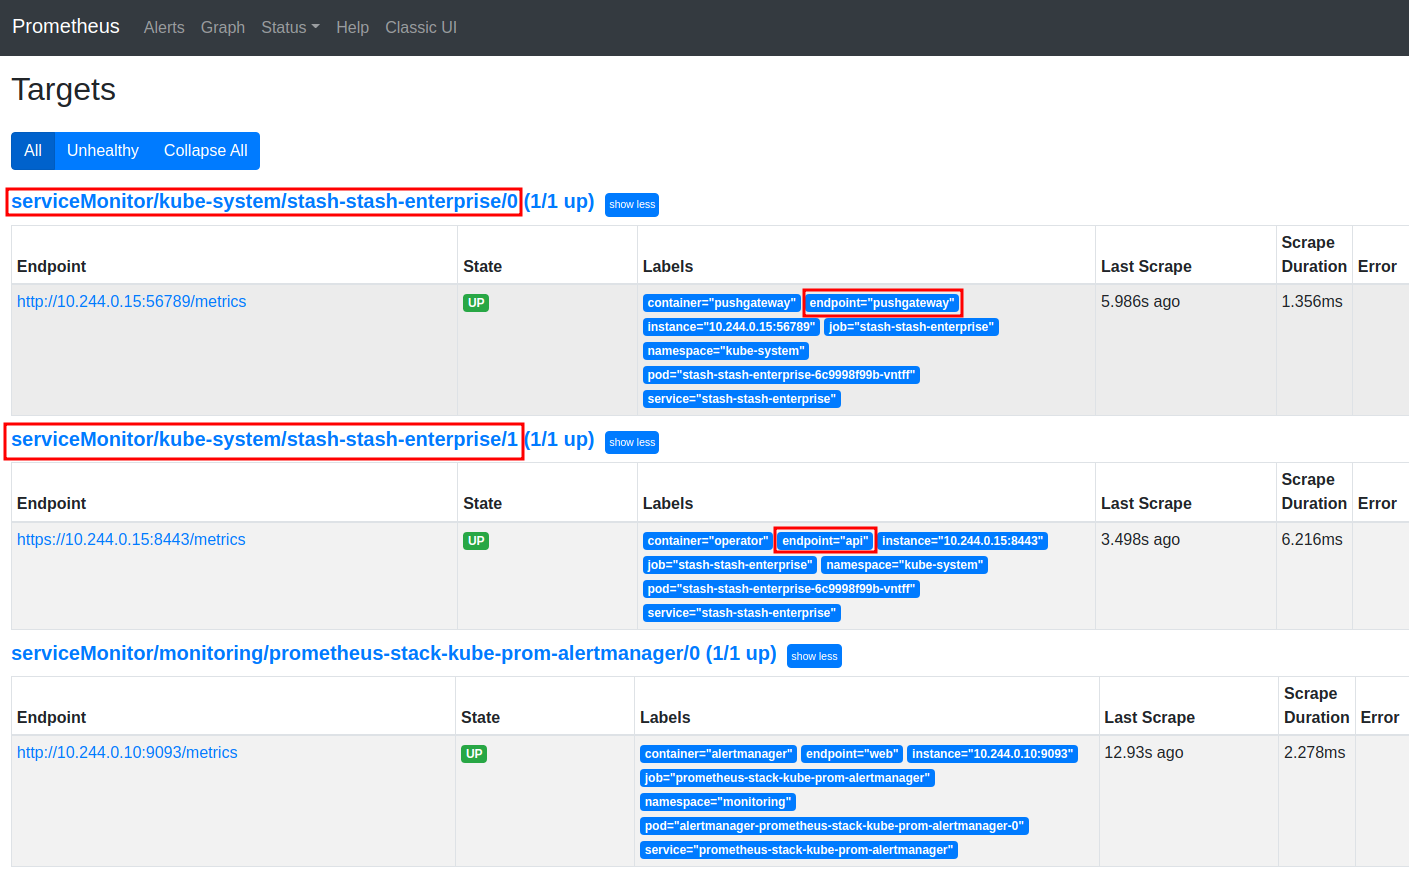 Prometheus Alerts Graph Status Help Classic UI
Targets
All Unhealthy Collapse All
serviceMonitor/kube-system/stash-stash-enterprise/0 (1/1 up) show less
Endpoint State Labels Last Scrape Scrape Duration Error
http://10.244.0.15:56789/metrics UP container="pushgateway" endpoint="pushgateway" 5.986s ago 1.356ms
instance="10.244.0.15:56789" job="stash-stash-enterprise"
namespace="kube-system"
pod="stash-stash-enterprise-6c9998f99b-vntff"
service="stash-stash-enterprise"
serviceMonitor/kube-system/stash-stash-enterprise/1 (1/1 up) show less
Endpoint State Labels Last Scrape Scrape Duration Error
https://10.244.0.15:8443/metrics UP container="operator" endpoint="api" instance="10.244.0.15:8443" 3.498s ago 6.216ms
job="stash-stash-enterprise" namespace="kube-system"
pod="stash-stash-enterprise-6c9998f99b-vntff"
service="stash-stash-enterprise"
serviceMonitor/monitoring/prometheus-stack-kube-prom-alertmanager/0 (1/1 up) show less
Endpoint State Labels Last Scrape Scrape Duration Error
http://10.244.0.10:9093/metrics UP container="alertmanager" endpoint="web" instance="10.244.0.10:9093" 12.93s ago 2.278ms
job="prometheus-stack-kube-prom-alertmanager"
namespace="monitoring"
pod="alertmanager-prometheus-stack-kube-prom-alertmanager-0"
service="prometheus-stack-kube-prom-alertmanager"